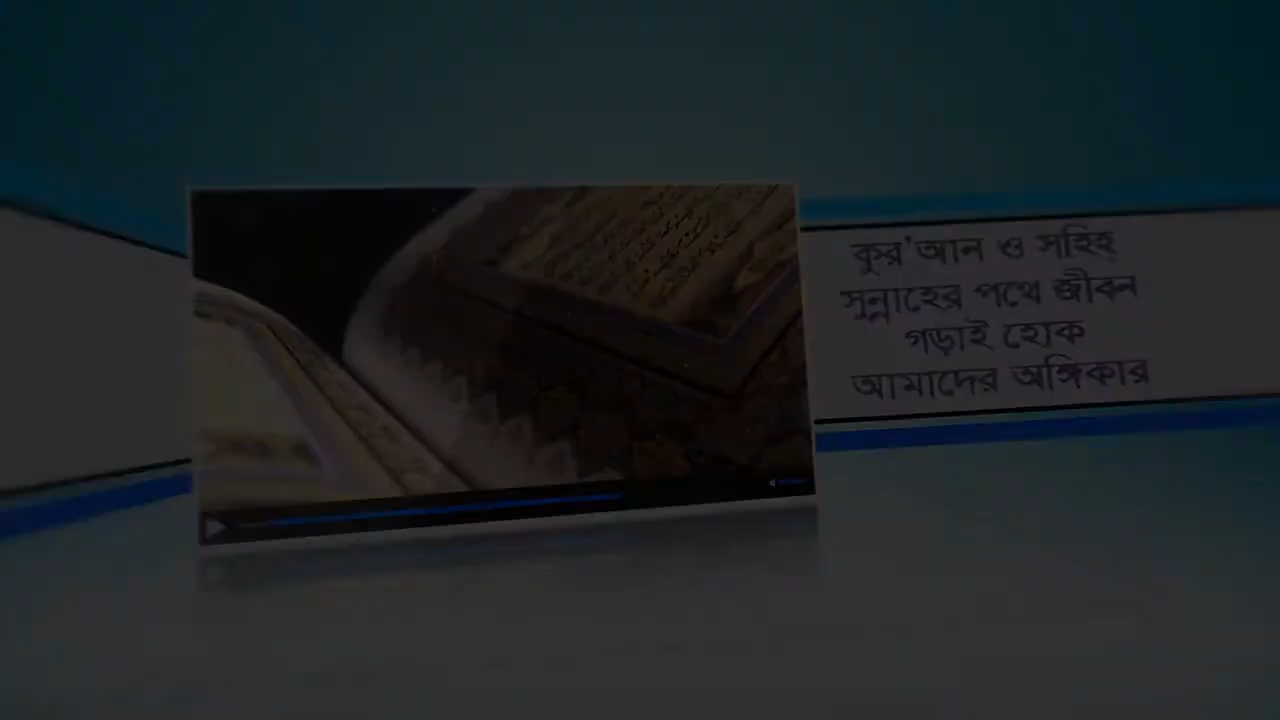 কুর'আন ও সহিহ
সুন্নাহের পথে জীবন
গড়াই হোক
আমাদের অঙ্গিকার